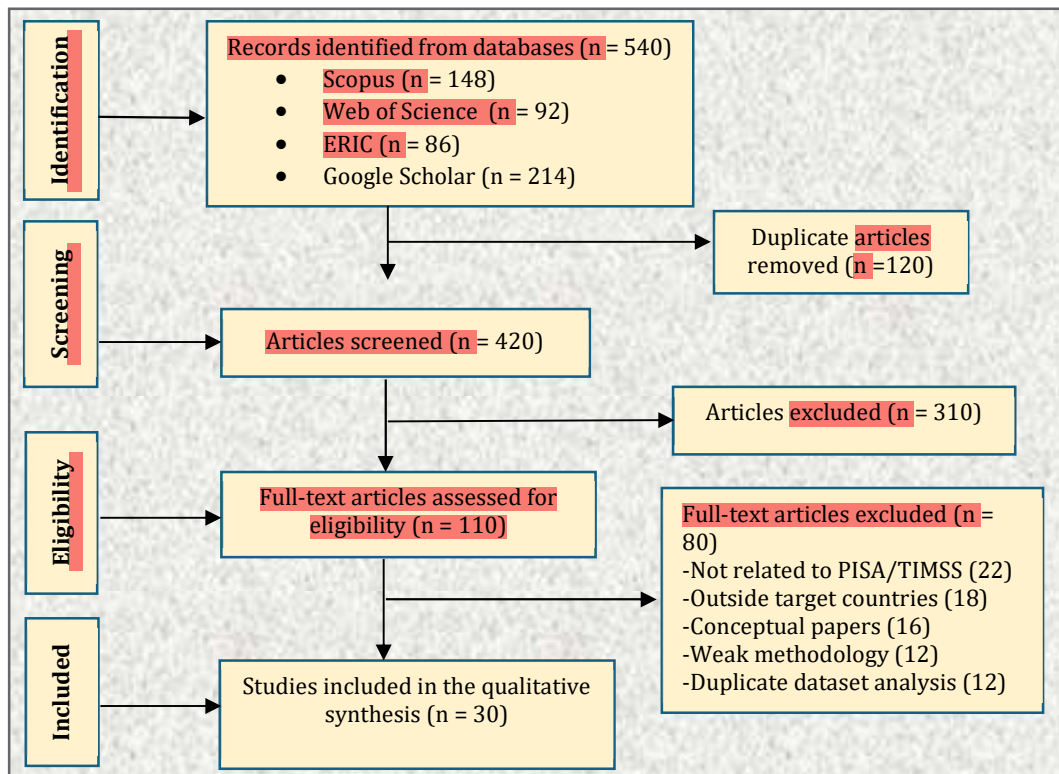 Identification
Records identified from databases (n = 540)
• Scopus (n = 148)
• Web of Science (n = 92)
• ERIC (n = 86)
• Google Scholar (n = 214)
Duplicate articles
removed (n =120)
Screening
Articles screened (n = 420)
Articles excluded (n = 310)
Eligibility
Full-text articles assessed for
eligibility (n = 110)
Full-text articles excluded (n =
80)
-Not related to PISA/TIMSS (22)
-Outside target countries (18)
-Conceptual papers (16)
-Weak methodology (12)
-Duplicate dataset analysis (12)
Included
Studies included in the qualitative
synthesis (n = 30)